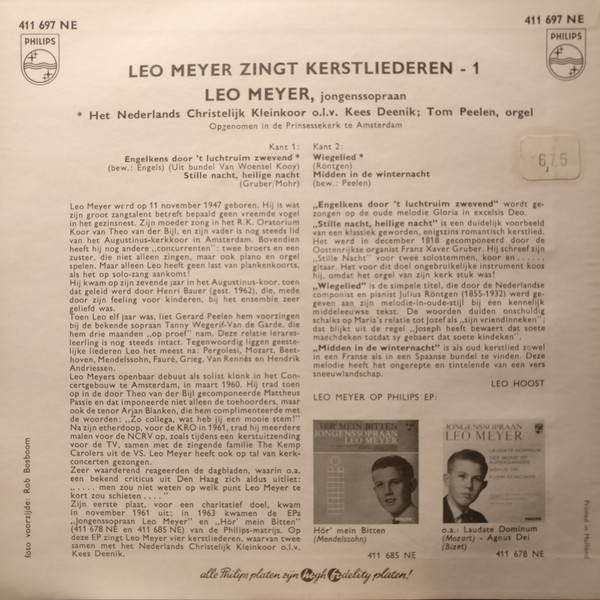 411 697 NE
411 697 NE
PHILIPS
PHILIPS
LEO MEYER ZINGT KERSTLIEDEREN - 1
LEO MEYER, jongenssopraan
* Het Nederlands Christelijk Kleinkoor o.l.v. Kees Deenik; Tom Peelen, orgel
Opgenomen in de Prinsessekerk te Amsterdam
6,75
Kant 1:
Engelkens door 't luchtruim zwevend *
(bew.: Engels) (Uit bundel Van Woensel Kooy)
Stille nacht, heilige nacht
(Gruber/Mohr)
Kant 2:
Wiegelied *
(Röntgen)
Midden in de winternacht
(bew.: Peelen)
Leo Meyer werd op 11 november 1947 geboren. Hij is wat
zijn groot zangtalent betreft bepaald geen vreemde vogel
in het gezinsnest. Zijn moeder zong in het R.K. Oratorium
Koor van Theo van der Bijl, en zijn vader is nog steeds lid
van het Augustinus-kerkkoor in Amsterdam. Bovendien
heeft hij nog andere „concurrenten": twee broers en een
zuster, die niet alleen zingen, maar ook piano en orgel
spelen. Maar alleen Leo heeft geen last van plankenkoorts,
als het op solo-zang aankomt!
Hij kwam op zijn zevende jaar in het Augustinus-koor, toen
dat geleid werd door Henri Bauer (gest. 1962), die, mede
door zijn feeling voor kinderen, bij het ensemble zeer
geliefd was.
Toen Leo elf jaar was, liet Gerard Peelen hem voorzingen
bij de bekende sopraan Tanny Wegerif-Van de Garde, die
hem drie maanden „op proef" nam. Deze relatie lerares-
leerling is nog steeds intact. Tegenwoordig liggen geeste-
lijke liederen Leo het meest na: Pergolesi, Mozart, Beet-
hoven, Mendelssohn, Fauré, Grieg, Van Rennes en Hendrik
Andriessen.
Leo Meyers openbaar debuut als solist klonk in het Con-
certgebouw te Amsterdam, in maart 1960. Hij trad toen
op in de door Theo van der Bijl gecomponeerde Mattheus
Passie en dat imponeerde niet alleen de toehoorders, maar
ook de tenor Arjan Blanken, die hem complimenteerde met
de woorden: „Zo collega, wat heb jij een mooie stem!"
Na zijn etherdoop, voor de KRO in 1961, trad hij meerdere
malen voor de NCRV op, zoals tijdens een kerstuitzending
voor de TV, samen met de zingende familie The Kemp
Carolers uit de VS. Leo Meyer heeft ook op tal van kerk-
concerten gezongen.
Zeer waarderend reageerden de dagbladen, waarin o.a.
een bekend criticus uit Den Haag zich aldus uitliet:
„. . . . men zou niet weten op welk punt Leo Meyer te
kort zou schieten . . . ."
Zijn eerste plaat, voor een charitatief doel, kwam
in november 1961 uit; in 1963 kwamen de EPs
„Jongenssopraan Leo Meyer" en „Hör' mein Bitten"
(411 678 NE en 411 685 NE) van de Philips-matrijs. Op
deze EP zingt Leo Meyer vier kerstliederen, waarvan twee
samen met het Nederlands Christelijk Kleinkoor o.l.v.
Kees Deenik.
„Engelkens door 't luchtruim zwevend" wordt ge-
zongen op de oude melodie Gloria in excelsis Deo.
„Stille nacht, heilige nacht" is een duidelijk voorbeeld
van een klassiek geworden, enigszins romantisch kerstlied.
Het werd in december 1818 gecomponeerd door de
Oostenrijkse organist Franz Xaver Gruber. Hij schreef zijn
„Stille Nacht" voor twee solostemmen, koor en . . . . . .
gitaar. Het voor dit doel ongebruikelijke instrument koos
hij, omdat het orgel van zijn kerk stuk was!
„Wiegelied" is de simpele titel, die door de Nederlandse
componist en pianist Julius Röntgen (1855-1932) werd ge-
geven aan zijn melodie-in-oude-stijl bij een kennelijk
middeleeuwse tekst. De woorden duiden onschuldig
schalks op Maria's relatie tot Jozef als „sijn vriendinneken":
dat blijkt uit de regel „Joseph heeft bewaert dat soete
maechdeken totdat sy gebaert dat soete kindeken".
„Midden in de winternacht" is als oud kerstlied zowel
in een Franse als in een Spaanse bundel te vinden. Deze
melodie heeft het ongerepte en tintelende van een vers
sneeuwlandschap.
LEO HOOST
LEO MEYER OP PHILIPS EP:
HÖR' MEIN BITTEN
JONGENSSOPRAAN
LEO MEYER
JONGENSSOPRAAN
LEO MEYER
LAUDATE DOMINUM
AGNUS DEI
Hör' mein Bitten
(Mendelssohn)
411 685 NE
o.a.: Laudate Dominum
(Mozart) - Agnus Dei
(Bizet)
411 678 NE
foto voorzijde: Rob Bosboom
Printed in Holland
alle Philips platen zijn high fidelity platen!